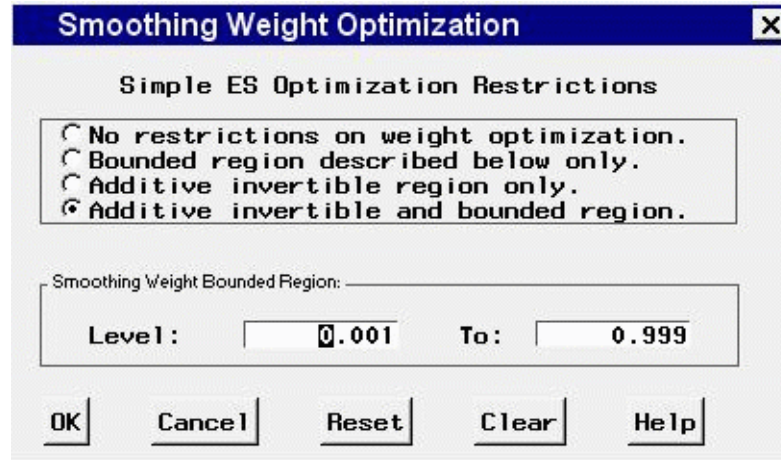 Smoothing Weight Optimization
Simple ES Optimization Restrictions
No restrictions on weight optimization.
Bounded region described below only.
Additive invertible region only.
Additive invertible and bounded region.
Smoothing Weight Bounded Region:
Level: 0.001 To: 0.999
OK Cancel Reset Clear Help